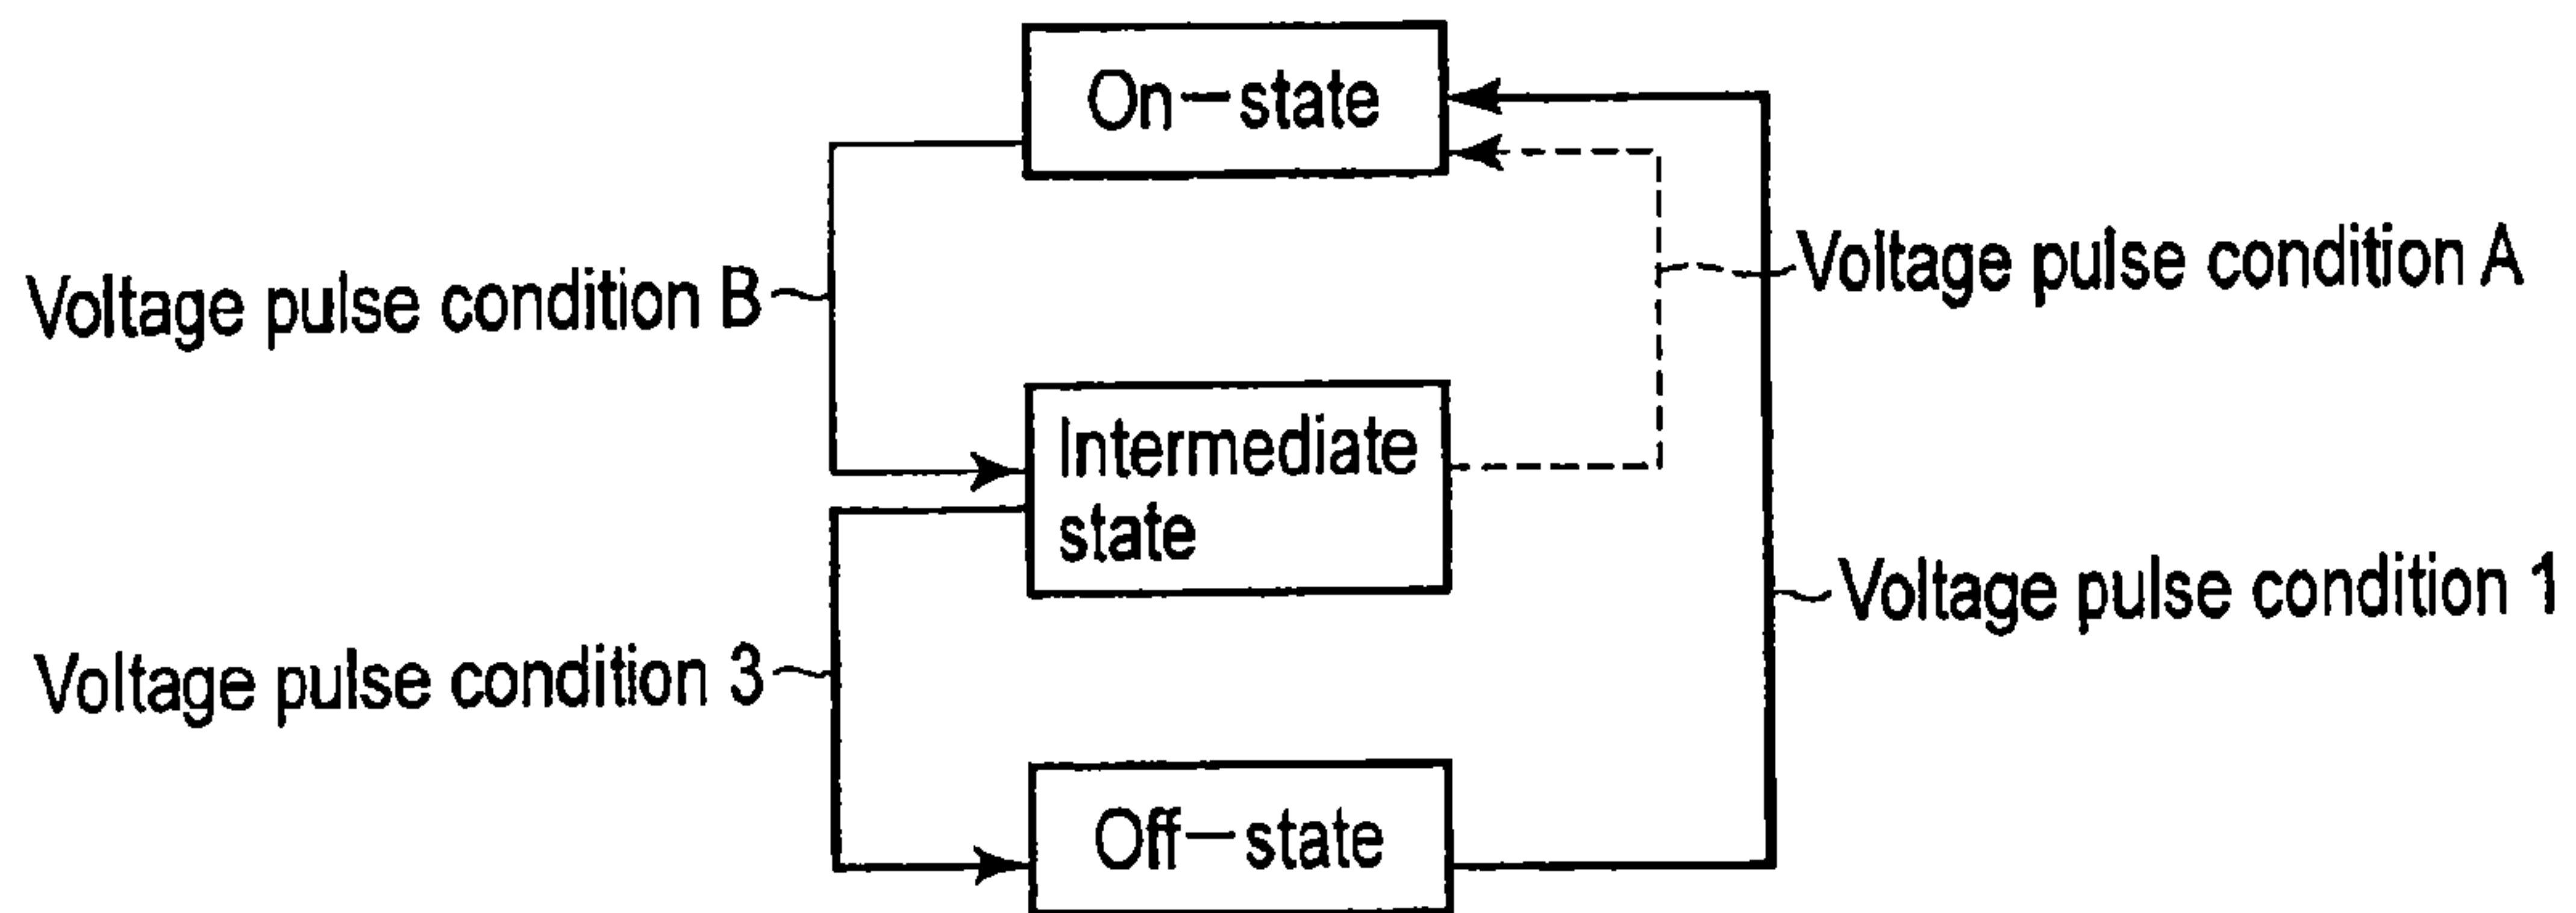 On-state
Voltage pulse condition B
Voltage pulse condition A
Intermediate
state
Voltage pulse condition 3
Voltage pulse condition 1
Off-state